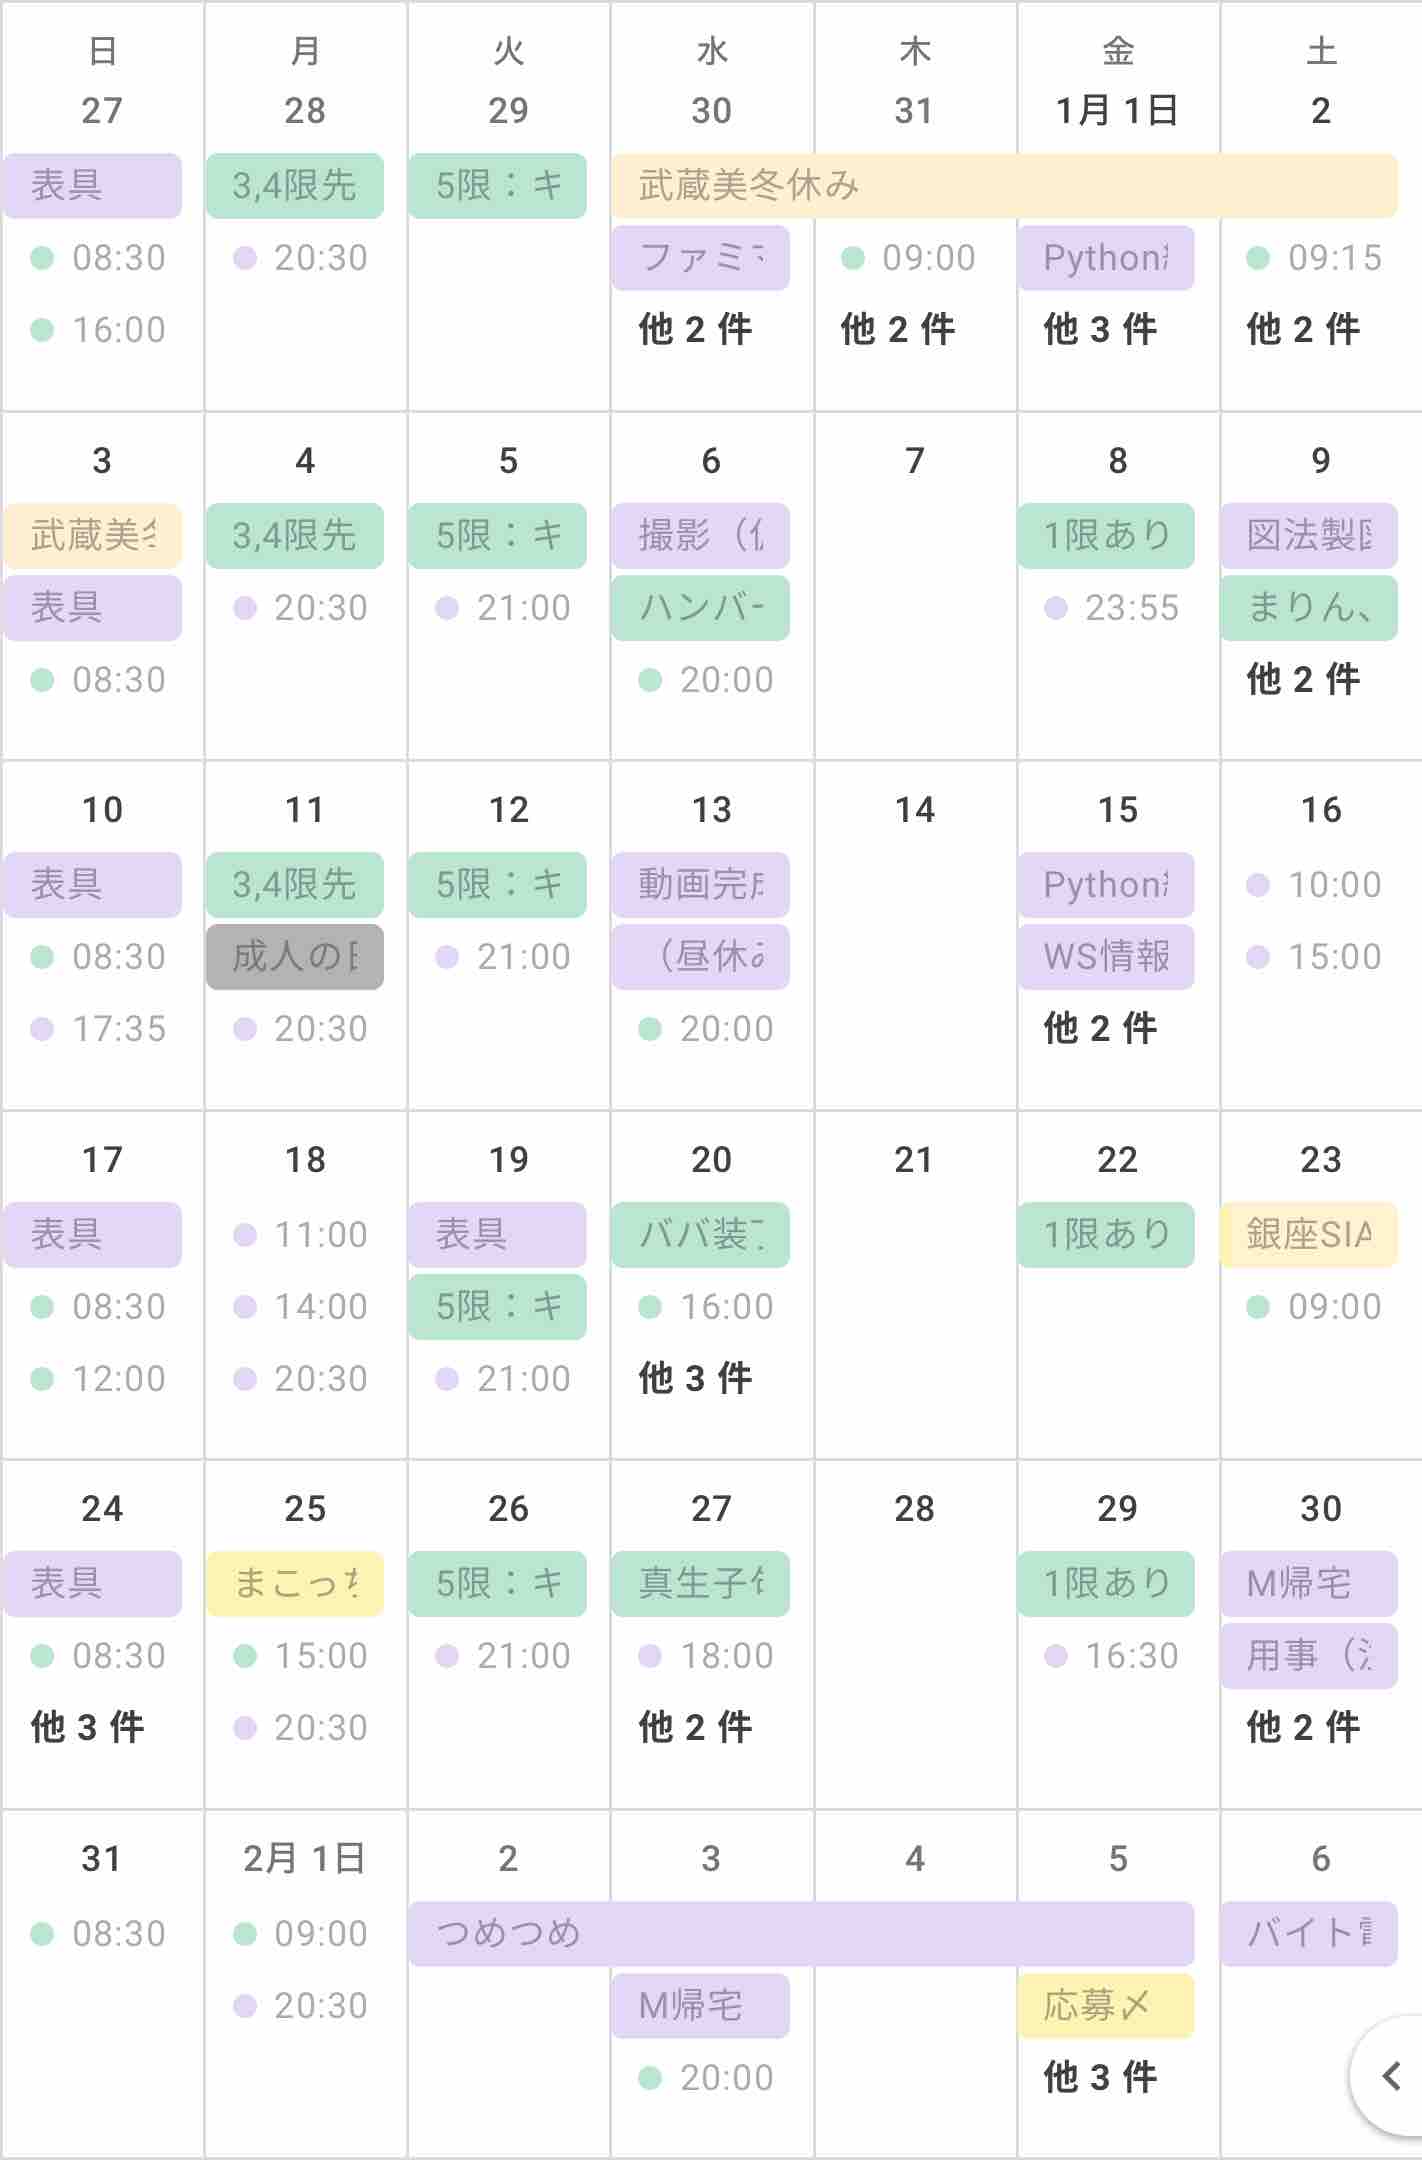 日 月 火 水 木 金 土
27 28 29 30 31 1月 1日 2
表具 3,4限先 5限：キ 武蔵美冬休み
08:30 20:30 ファミ 09:00 Python 09:15
16:00 他 2 件 他 2 件 他 3 件 他 2 件
3 4 5 6 7 8 9
武蔵美 3,4限先 5限：キ 撮影（ 1限あり 図法製
表具 20:30 21:00 ハンバー 23:55 まりん、
08:30 20:00 他 2 件
10 11 12 13 14 15 16
表具 3,4限先 5限：キ 動画完 Python 10:00
08:30 成人の 21:00 （昼休 WS情報 15:00
17:35 20:30 20:00 他 2 件
17 18 19 20 21 22 23
表具 11:00 表具 ババ装 1限あり 銀座SIA
08:30 14:00 5限：キ 16:00 09:00
12:00 20:30 21:00 他 3 件
24 25 26 27 28 29 30
表具 まこっ 5限：キ 真生子 1限あり M帰宅
08:30 15:00 21:00 18:00 16:30 用事（
他 3 件 20:30 他 2 件 他 2 件
31 2月 1日 2 3 4 5 6
08:30 09:00 つめつめ バイト
20:30 M帰宅 応募〆
20:00 他 3 件